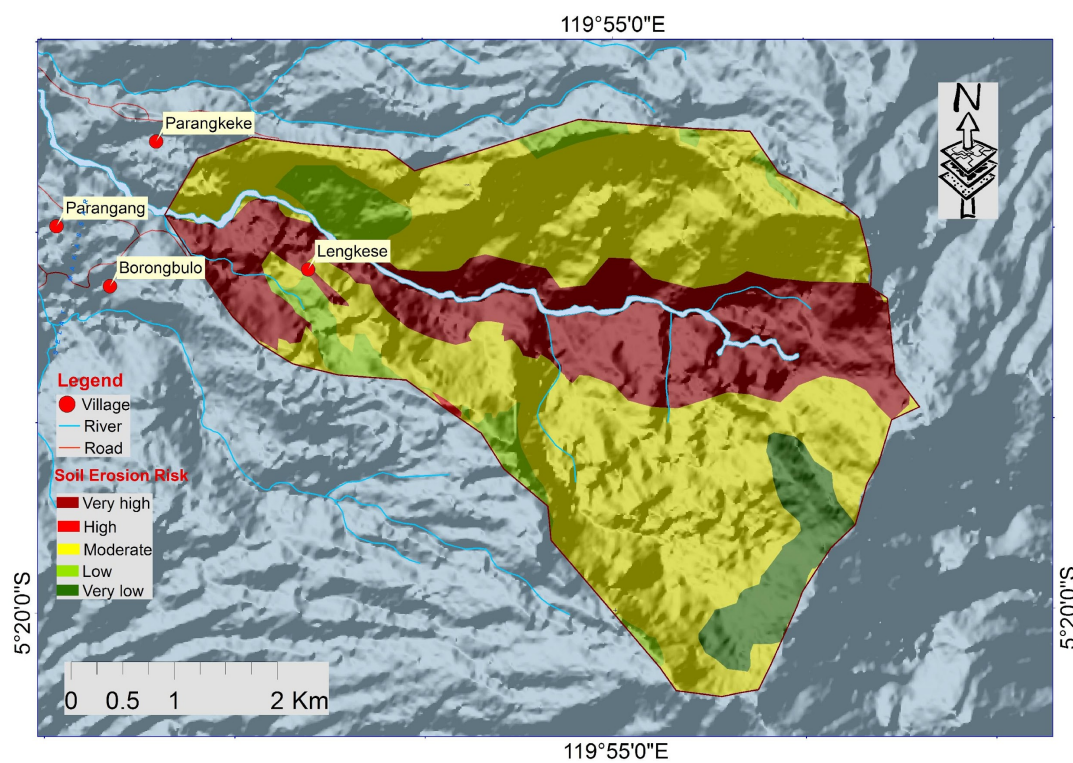 119°55'0"E
N
Parangkeke
Parangang
Lengkese
Borongbulo
Legend
Village
River
Road
Soil Erosion Risk
Very high
High
Moderate
Low
Very low
5°20'0"S
5°20'0"S
0 0.5 1 2 Km
119°55'0"E